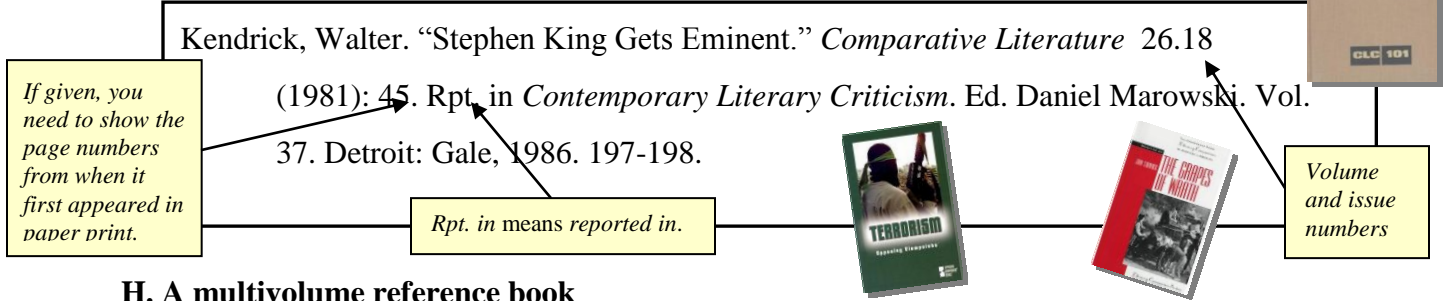 Kendrick, Walter. “Stephen King Gets Eminent.” Comparative Literature 26.18
(1981): 45. Rpt. in Contemporary Literary Criticism. Ed. Daniel Marowski. Vol.
37. Detroit: Gale, 1986. 197-198.
CLC 101
If given, you
need to show the
page numbers
from when it
first appeared in
paper print.
Rpt. in means reported in.
TERRORISM
Opposing Viewpoints
THE GRAPES
OF WRATH
Volume
and issue
numbers
H. A multivolume reference book